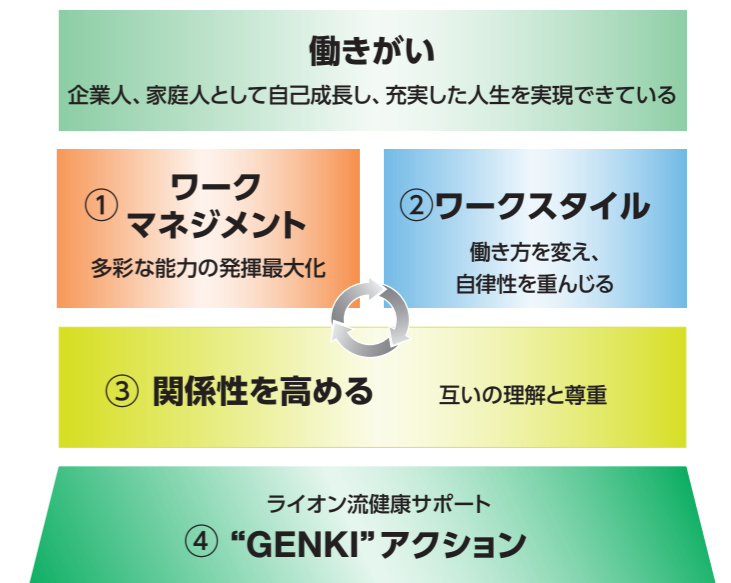 働きがい
企業人、家庭人として自己成長し、充実した人生を実現できている
① ワーク
マネジメント
多彩な能力の発揮最大化
②ワークスタイル
働き方を変え、
自律性を重んじる
③ 関係性を高める 互いの理解と尊重
ライオン流健康サポート
④ “GENKI”アクション